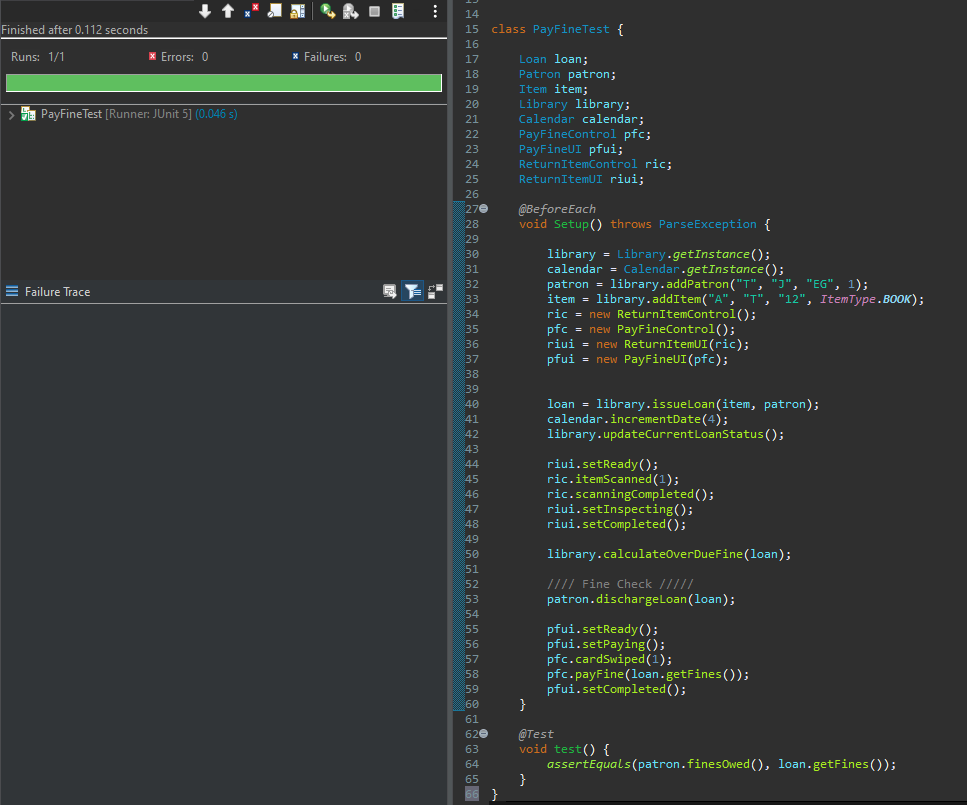 Finished after 0.112 seconds
Runs: 1/1 Errors: 0 Failures: 0
PayFineTest [Runner: JUnit 5] (0.046 s)
Failure Trace
14
15 class PayFineTest {
16
17 Loan loan;
18 Patron patron;
19 Item item;
20 Library library;
21 Calendar calendar;
22 PayFineControl pfc;
23 PayFineUI pfui;
24 ReturnItemControl ric;
25 ReturnItemUI riui;
26
27 @BeforeEach
28 void Setup() throws ParseException {
29
30 library = Library.getInstance();
31 calendar = Calendar.getInstance();
32 patron = library.addPatron("T", "J", "EG", 1);
33 item = library.addItem("A", "T", "12", ItemType.BOOK);
34 ric = new ReturnItemControl();
35 pfc = new PayFineControl();
36 riui = new ReturnItemUI(ric);
37 pfui = new PayFineUI(pfc);
38
39
40 loan = library.issueLoan(item, patron);
41 calendar.incrementDate(4);
42 library.updateCurrentLoanStatus();
43
44 riui.setReady();
45 ric.itemScanned(1);
46 ric.scanningCompleted();
47 riui.setInspecting();
48 riui.setCompleted();
49
50 library.calculateOverDueFine(loan);
51
52 //// Fine Check /////
53 patron.dischargeLoan(loan);
54
55 pfui.setReady();
56 pfui.setPaying();
57 pfc.cardSwiped(1);
58 pfc.payFine(loan.getFines());
59 pfui.setCompleted();
60 }
61
62 @Test
63 void test() {
64 assertEquals(patron.finesOwed(), loan.getFines());
65 }
66 }